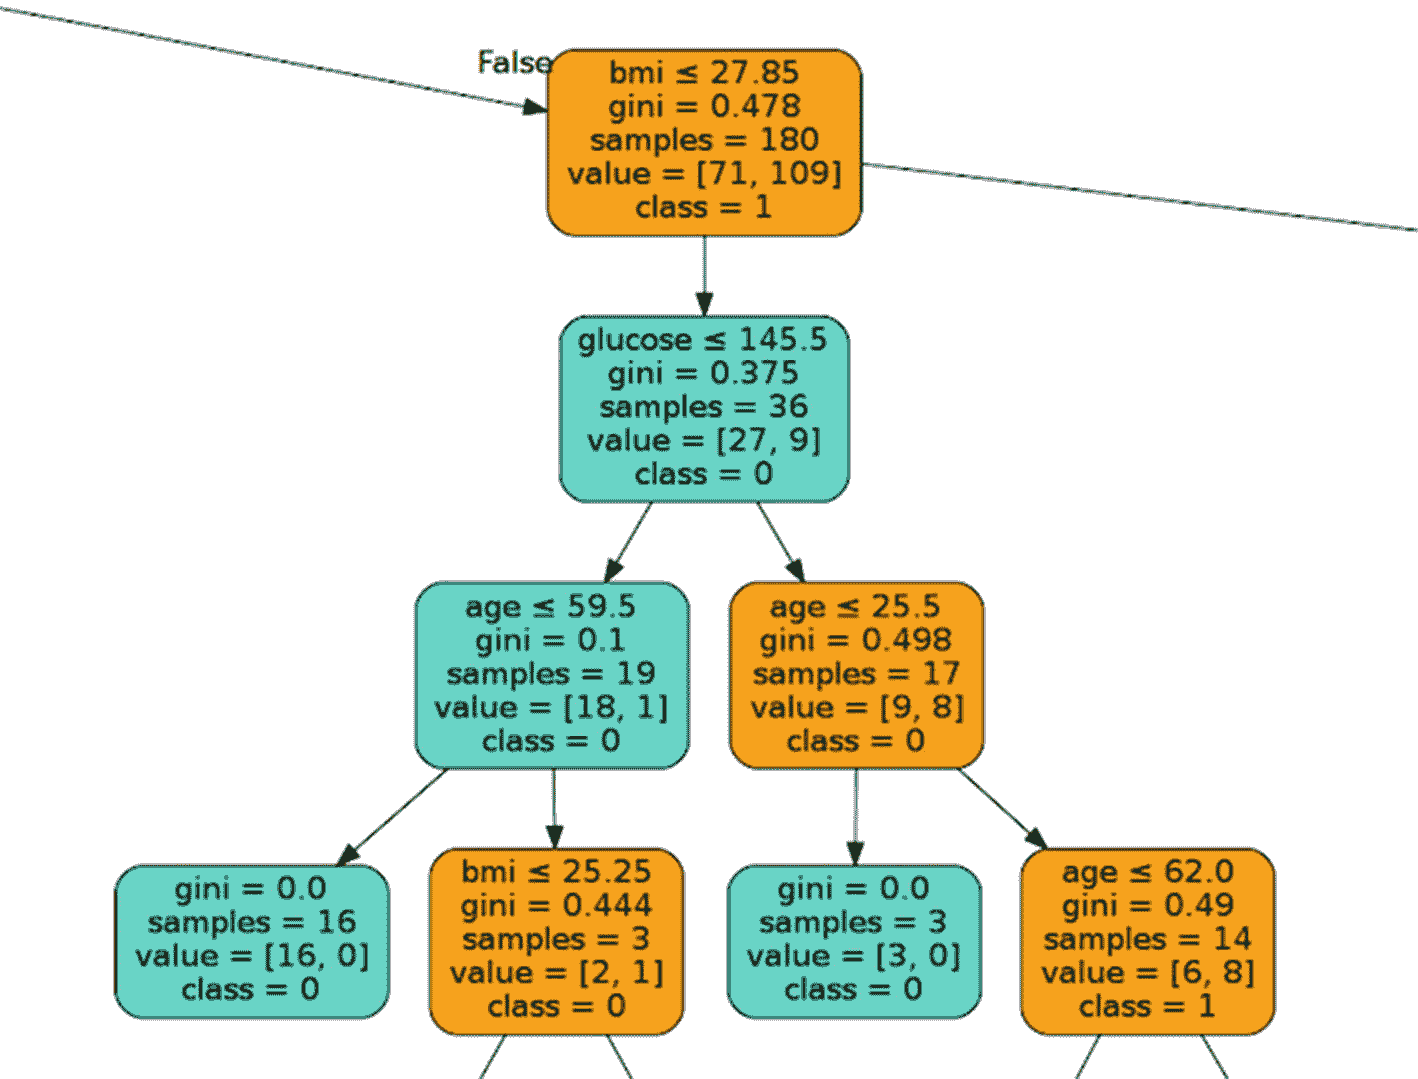 False
bmi ≤ 27.85
gini = 0.478
samples = 180
value = [71, 109]
class = 1
glucose ≤ 145.5
gini = 0.375
samples = 36
value = [27, 9]
class = 0
age ≤ 59.5
gini = 0.1
samples = 19
value = [18, 1]
class = 0
age ≤ 25.5
gini = 0.498
samples = 17
value = [9, 8]
class = 0
gini = 0.0
samples = 16
value = [16, 0]
class = 0
bmi ≤ 25.25
gini = 0.444
samples = 3
value = [2, 1]
class = 0
gini = 0.0
samples = 3
value = [3, 0]
class = 0
age ≤ 62.0
gini = 0.49
samples = 14
value = [6, 8]
class = 1